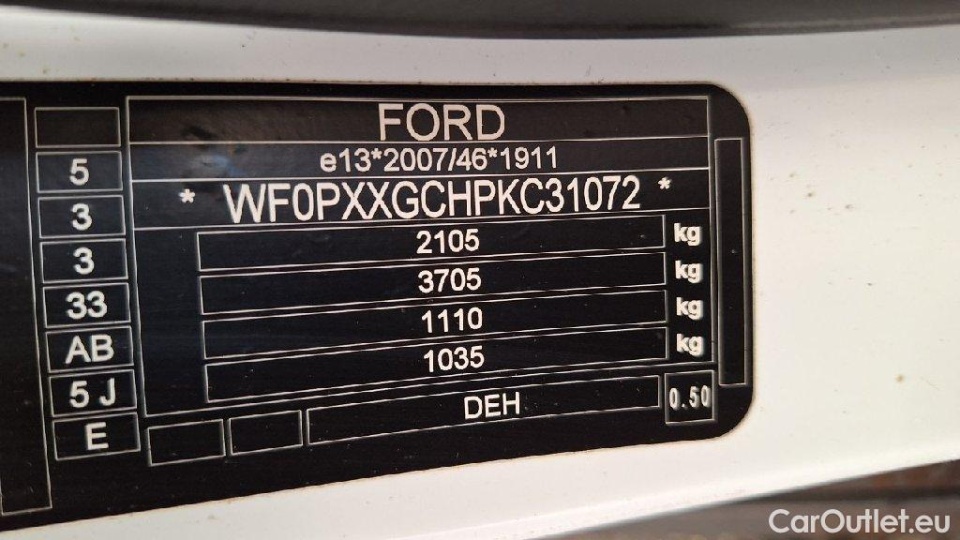 FORD
e13*2007/46*1911
* WF0PXXGCHPKC31072 *
2105 kg
3705 kg
1110 kg
1035 kg
DEH
0.50
5
3
3
33
AB
5 J
E
CarOutlet.eu